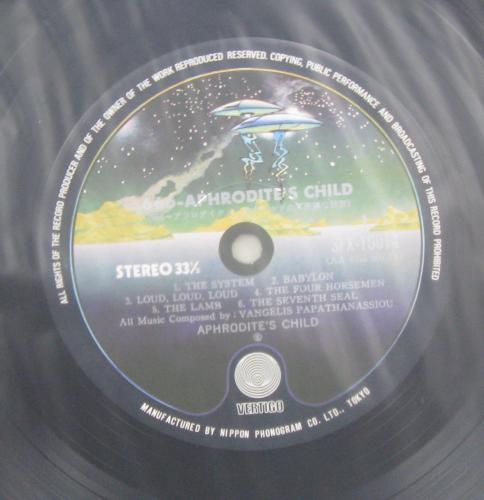 ALL RIGHTS OF THE RECORD PRODUCER AND OF THE OWNER OF THE WORK REPRODUCED RESERVED. COPYING, PUBLIC PERFORMANCE AND BROADCASTING OF THIS RECORD PROHIBITED
-APHRODITE'S CHILD
STEREO 33⅓
1. THE SYSTEM 2. BABYLON
3. LOUD, LOUD, LOUD 4. THE FOUR HORSEMEN
5. THE LAMB 6. THE SRVENTH SEAL
All Music Composed by: VANGELIS PAPATHANASSIOU
APHRODITE'S CHILD
VERTIGO
MANUFACTURED BY NIPPON PHONOGRAM CO. LTD., TOKYO